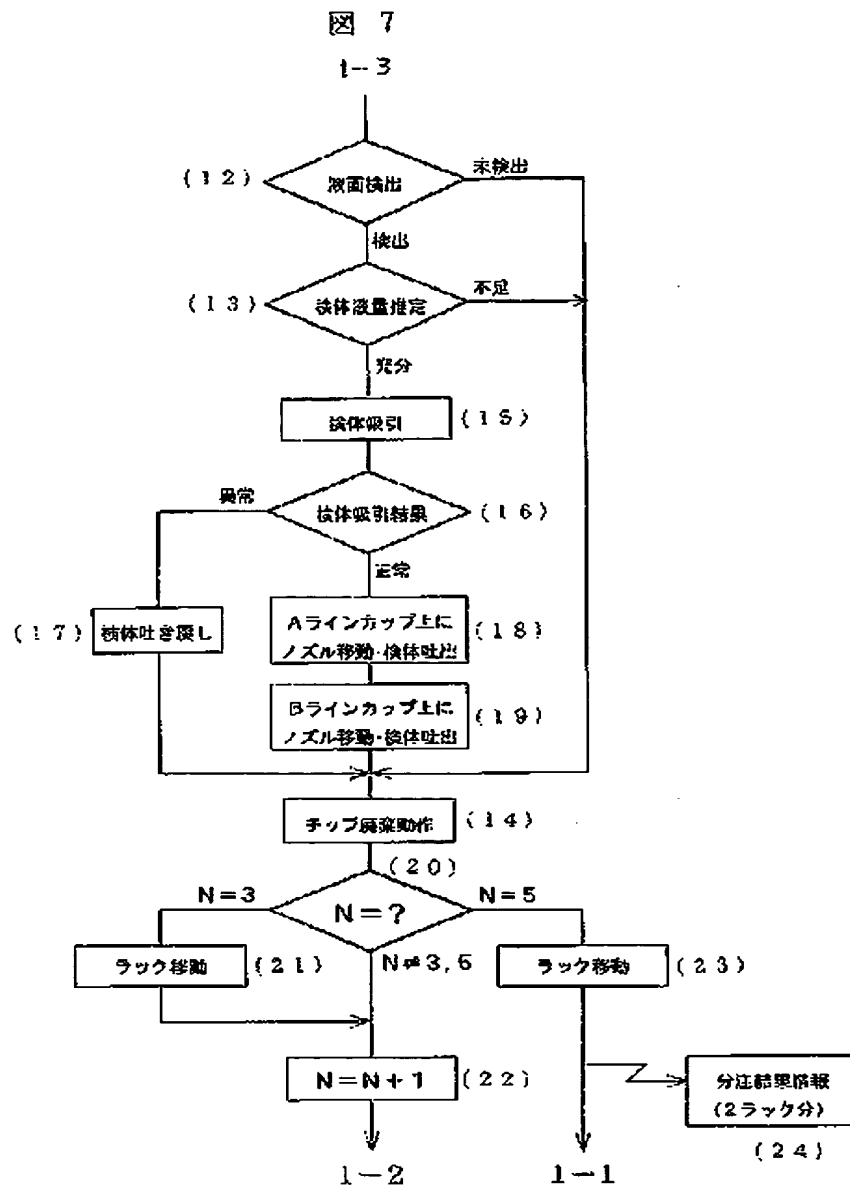 図 7
1-3
(12)
液面検出
未検出
検出
(13)
検体液量推定
不足
充分
検体吸引
(15)
異常
検体吸引結果
(16)
正常
(17)
検体吐き戻し
Aラインカップ上に
ノズル移動・検体吐出
(18)
Bラインカップ上に
ノズル移動・検体吐出
(19)
チップ廃棄動作
(14)
(20)
N=3
N=?
N=5
ラック移動
(21)
N≠3,5
ラック移動
(23)
N=N+1
(22)
分注結果情報
(2ラック分)
(24)
1-2
1-1